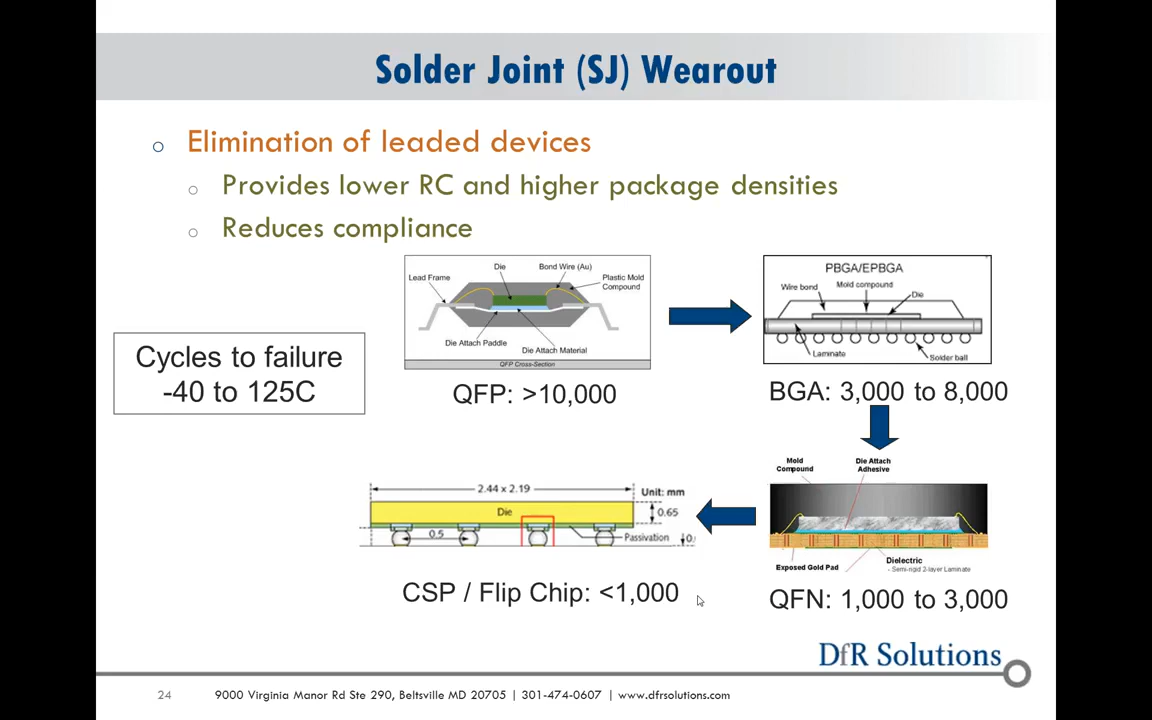 Solder Joint (SJ) Wearout
Elimination of leaded devices
Provides lower RC and higher package densities
Reduces compliance
Cycles to failure
-40 to 125C
Die
Bond Wire (Au)
Lead Frame
Plastic Mold
Compound
Die Attach Paddle
Die Attach Material
QFP Cross-Section
QFP: >10,000
PBGA/EPBGA
Wire bond
Mold compound
Die
Laminate
Solder ball
BGA: 3,000 to 8,000
Mold
Compound
Die Attach
Adhesive
Exposed Gold Pad
Dielectric
- Semi-rigid 2-layer Laminate
QFN: 1,000 to 3,000
2.44 x 2.19
Unit: mm
Die
0.65
0.5
Passivation
CSP / Flip Chip: <1,000
DfR Solutions
24
9000 Virginia Manor Rd Ste 290, Beltsville MD 20705 | 301-474-0607 | www.dfrsolutions.com